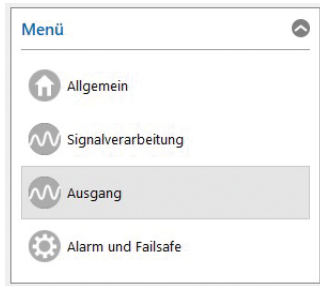 Menü
Allgemein
Signalverarbeitung
Ausgang
Alarm und Failsafe